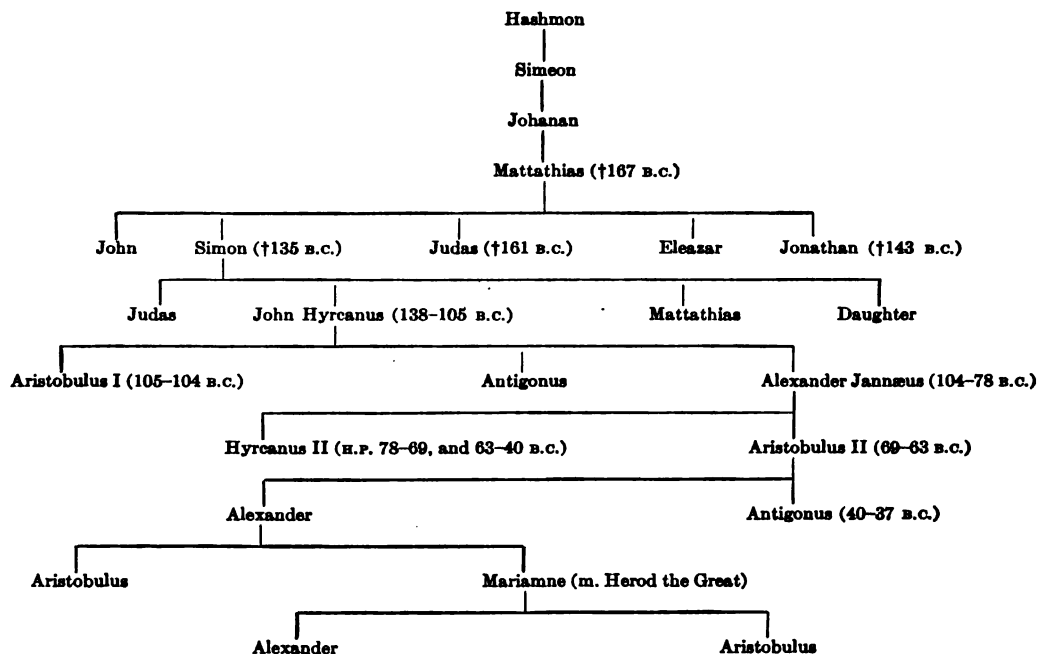 Hashmon
Simeon
Johanan
Mattathias (†167 B.C.)
John Simon (†135 B.C.) Judas (†161 B.C.) Eleazar Jonathan (†143 B.C.)
Judas John Hyrcanus (138–105 B.C.) Mattathias Daughter
Aristobulus I (105–104 B.C.) Antigonus Alexander Jannæus (104–78 B.C.)
Hyrcanus II (H.P. 78–69, and 63–40 B.C.) Aristobulus II (69–63 B.C.)
Alexander Antigonus (40–37 B.C.)
Aristobulus Mariamne (m. Herod the Great)
Alexander Aristobulus